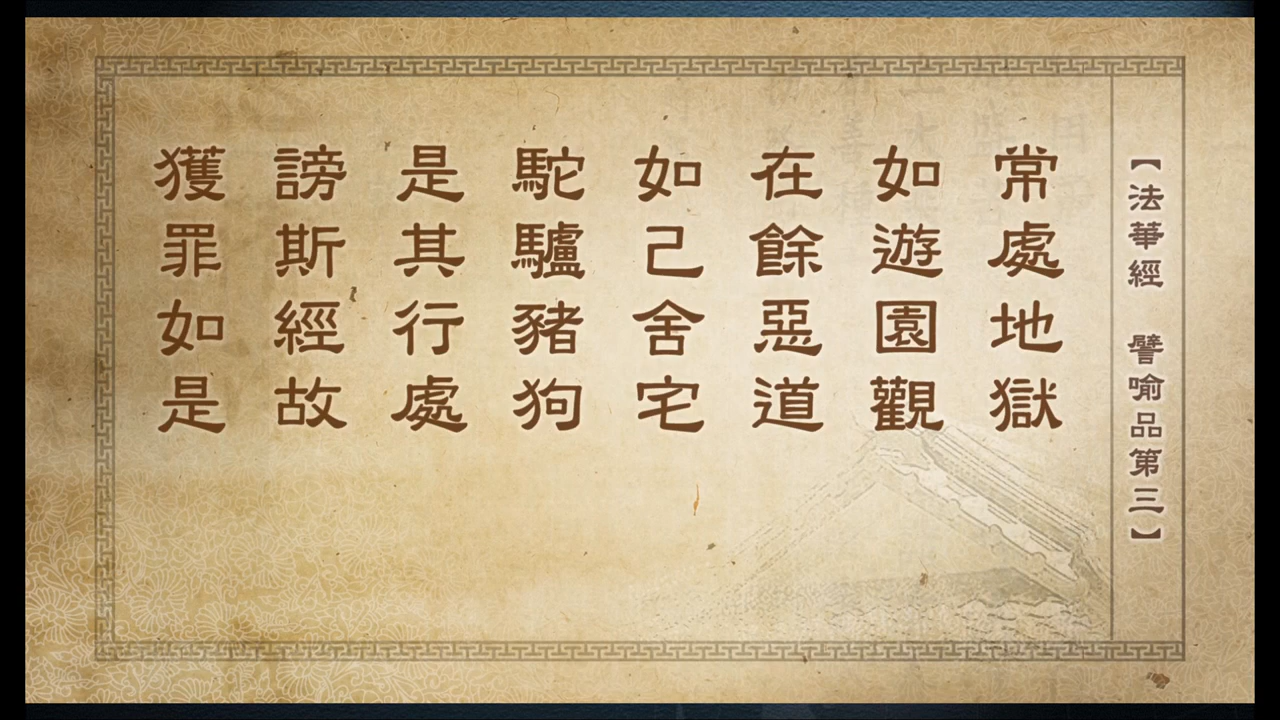 【法華經　譬喻品第三】
常處地獄
如遊園觀
在餘惡道
如己舍宅
駝驢豬狗
是其行處
謗斯經故
獲罪如是